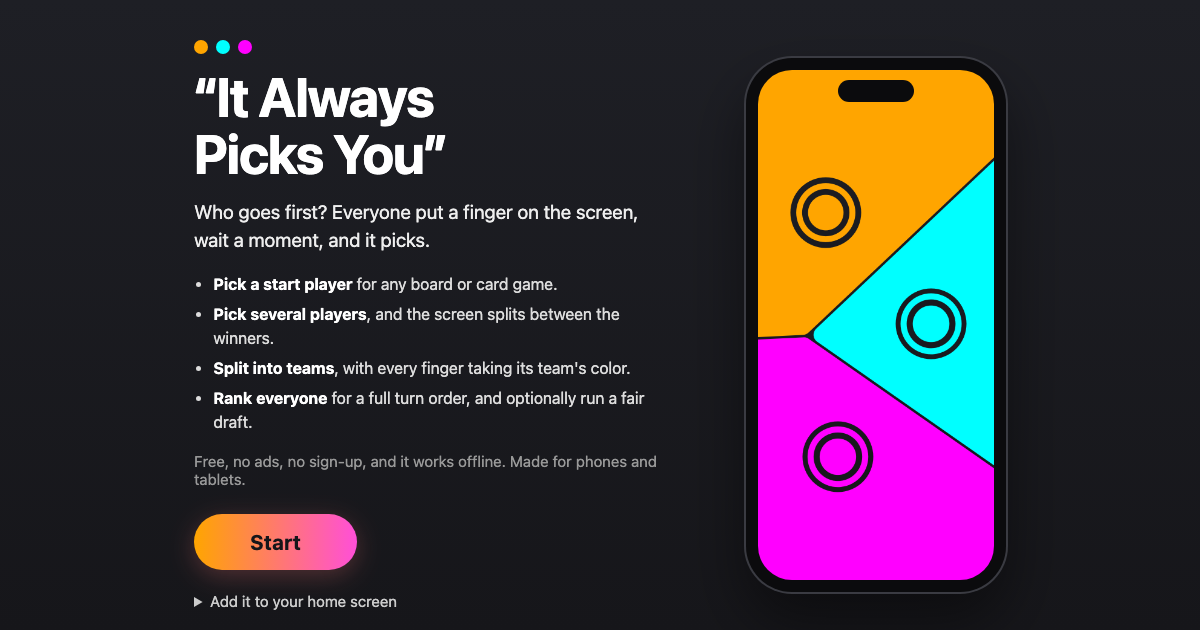 “It Always
Picks You”
Who goes first? Everyone put a finger on the screen,
wait a moment, and it picks.
• Pick a start player for any board or card game.
• Pick several players, and the screen splits between the
winners.
• Split into teams, with every finger taking its team's color.
• Rank everyone for a full turn order, and optionally run a fair
draft.
Free, no ads, no sign-up, and it works offline. Made for phones and
tablets.
Start
Add it to your home screen